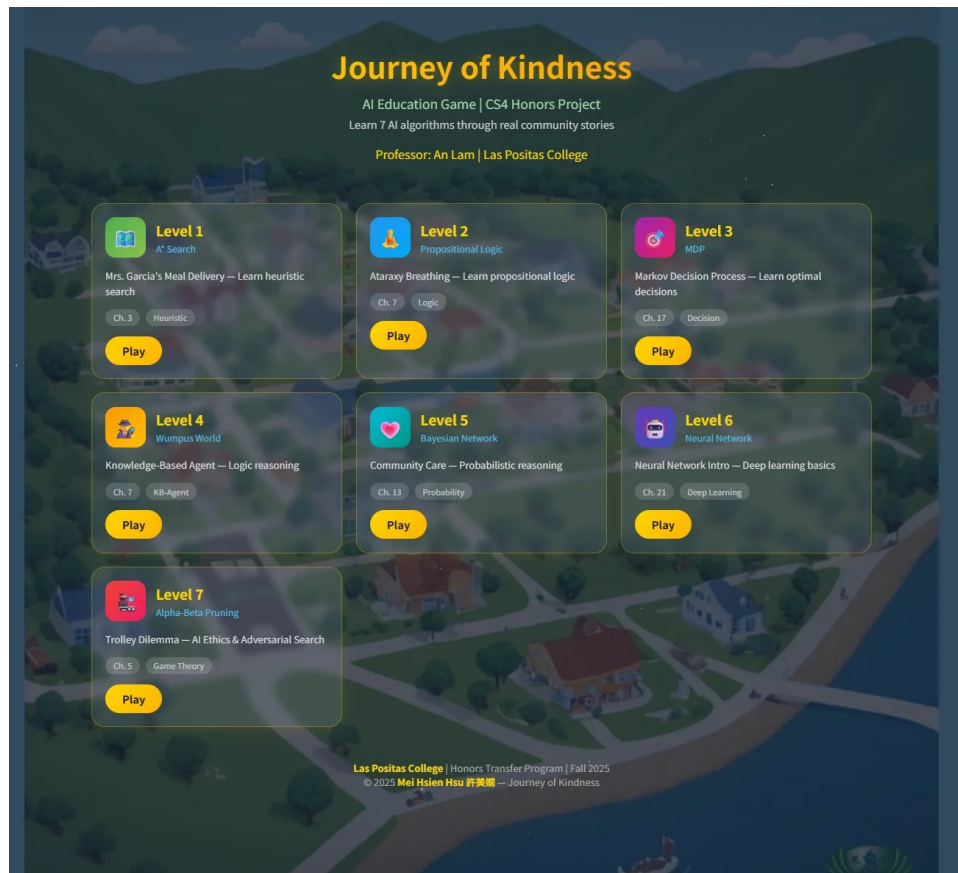 Journey of Kindness
AI Education Game | CS4 Honors Project
Learn 7 AI algorithms through real community stories
Professor: An Lam | Las Positas College
Level 1
A* Search
Mrs. Garcia's Meal Delivery — Learn heuristic
search
Ch. 3 Heuristic
Play
Level 2
Propositional Logic
Ataraxy Breathing — Learn propositional logic
Ch. 7 Logic
Play
Level 3
MDP
Markov Decision Process — Learn optimal
decisions
Ch. 17 Decision
Play
Level 4
Wumpus World
Knowledge-Based Agent — Logic reasoning
Ch. 7 KB-Agent
Play
Level 5
Bayesian Network
Community Care — Probabilistic reasoning
Ch. 13 Probability
Play
Level 6
Neural Network
Neural Network Intro — Deep learning basics
Ch. 21 Deep Learning
Play
Level 7
Alpha-Beta Pruning
Trolley Dilemma — AI Ethics & Adversarial Search
Ch. 5 Game Theory
Play
Las Positas College | Honors Transfer Program | Fall 2025
© 2025 Mei Hsien Hsu 許美嫻 — Journey of Kindness